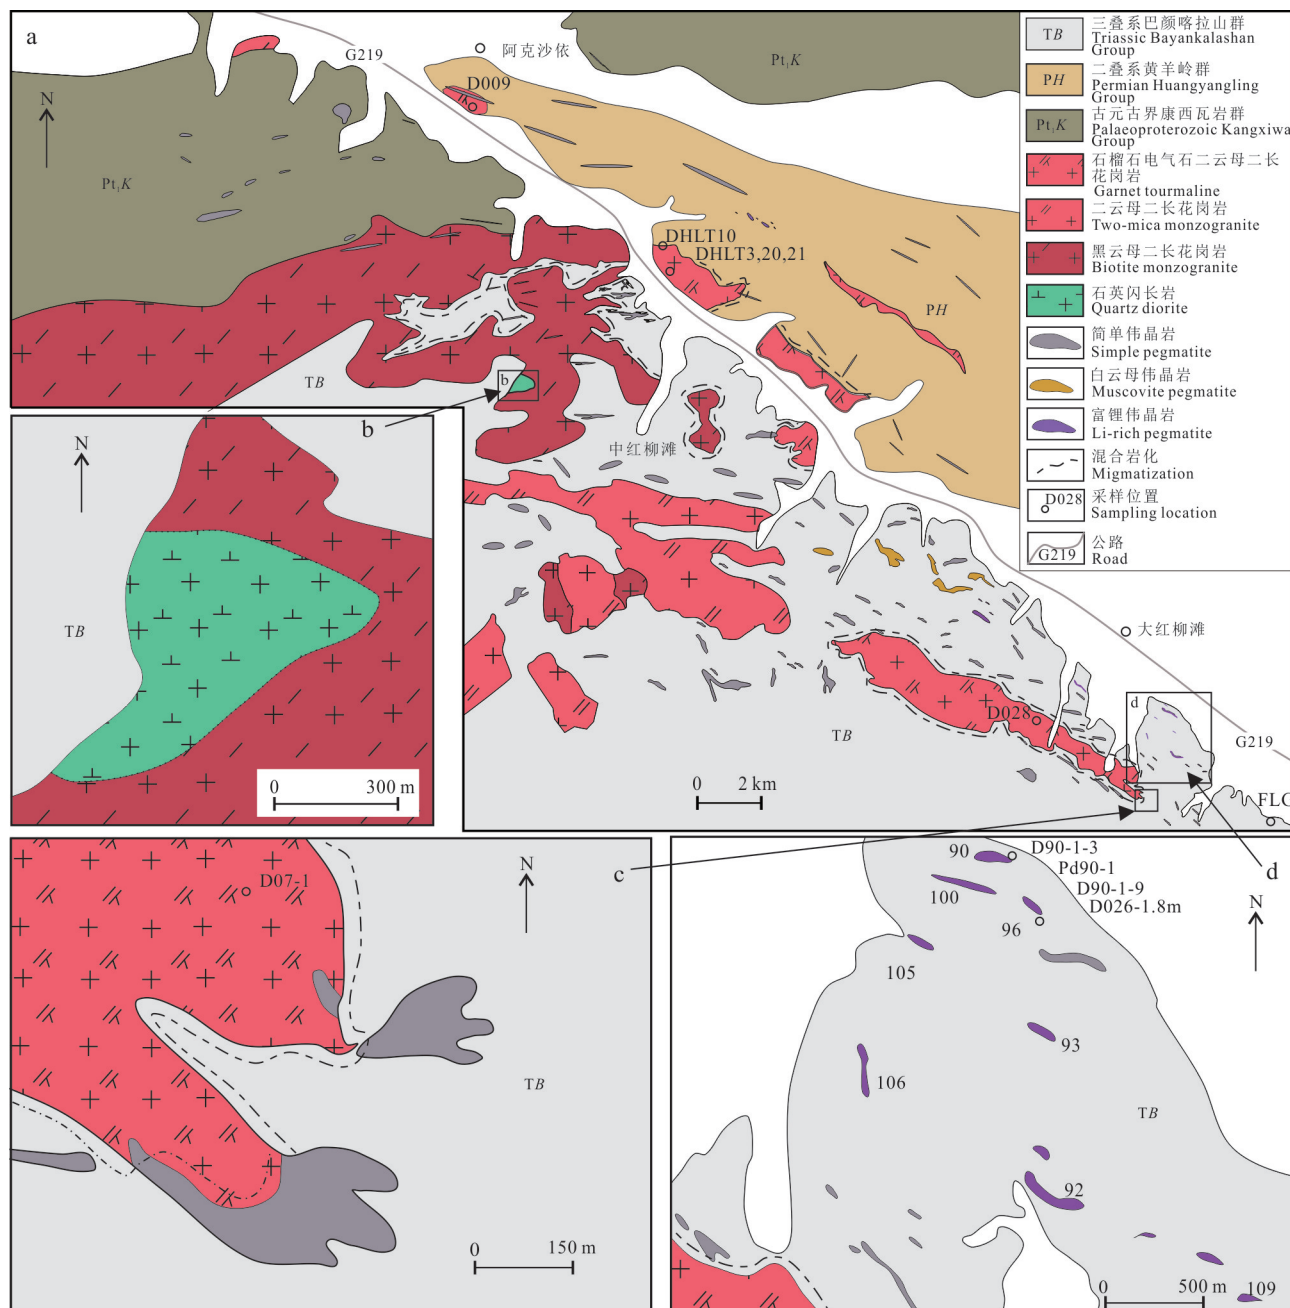 a
G219
阿克沙依
D009
Pt₁K
N
Pt₁K
DHLT10
DHLT3,20,21
PH
TB
b
b
中红柳滩
大红柳滩
D028
TB
d
G219
FLG
0 2 km
TB 三叠系巴颜喀拉山群
Triassic Bayankalashan
Group
PH 二叠系黄羊岭群
Permian Huangyangling
Group
Pt₁K 古元古界康西瓦岩群
Palaeoproterozoic Kangxiwa
Group
石榴石电气石二云母二长
花岗岩
Garnet tourmaline
二云母二长花岗岩
Two-mica monzogranite
黑云母二长花岗岩
Biotite monzogranite
石英闪长岩
Quartz diorite
简单伟晶岩
Simple pegmatite
白云母伟晶岩
Muscovite pegmatite
富锂伟晶岩
Li-rich pegmatite
混合岩化
Migmatization
D028 采样位置
Sampling location
G219 公路
Road
N
TB
0 300 m
c
D07-1
N
TB
0 150 m
d
90
D90-1-3
Pd90-1
D90-1-9
D026-1.8m
100
96
N
105
93
106
TB
92
109
0 500 m